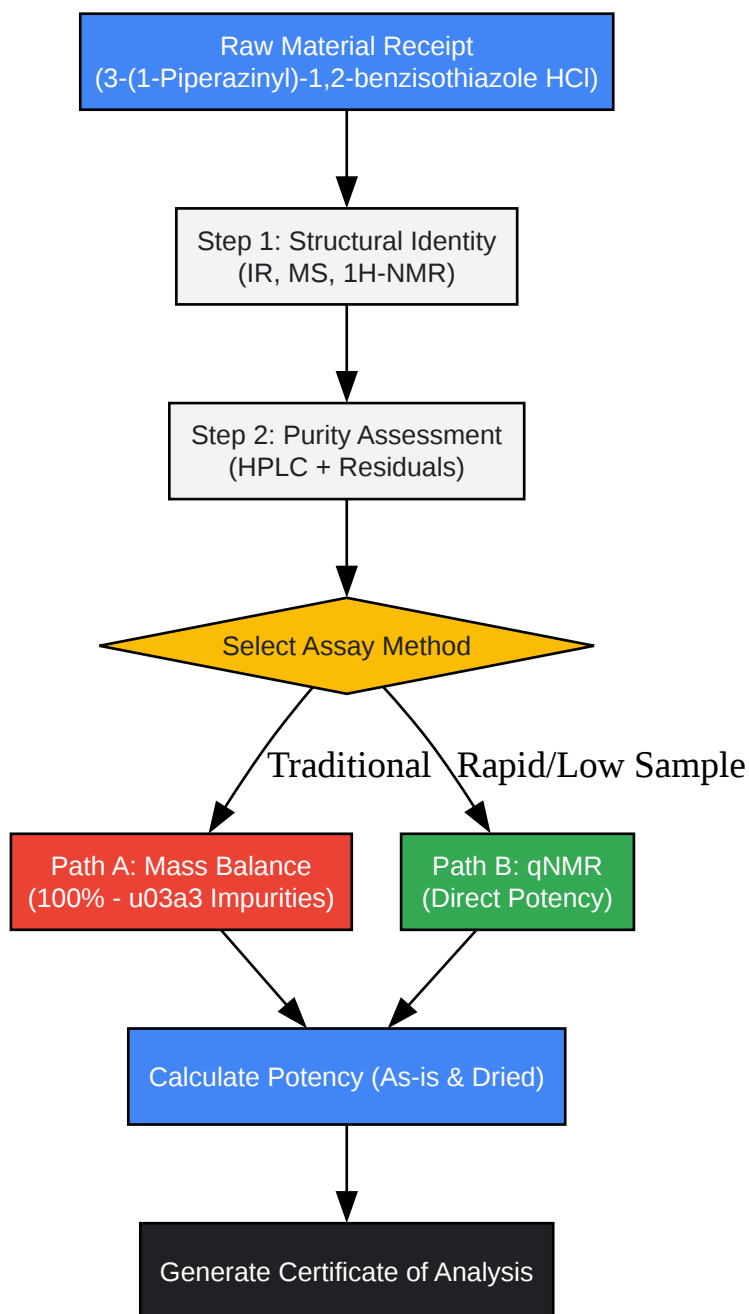 Raw Material Receipt
(3-(1-Piperazinyl)-1,2-benzisothiazole HCl)
Step 1: Structural Identity
(IR, MS, 1H-NMR)
Step 2: Purity Assessment
(HPLC + Residuals)
Select Assay Method
Traditional
Rapid/Low Sample
Path A: Mass Balance
(100% - u03a3 Impurities)
Path B: qNMR
(Direct Potency)
Calculate Potency (As-is & Dried)
Generate Certificate of Analysis